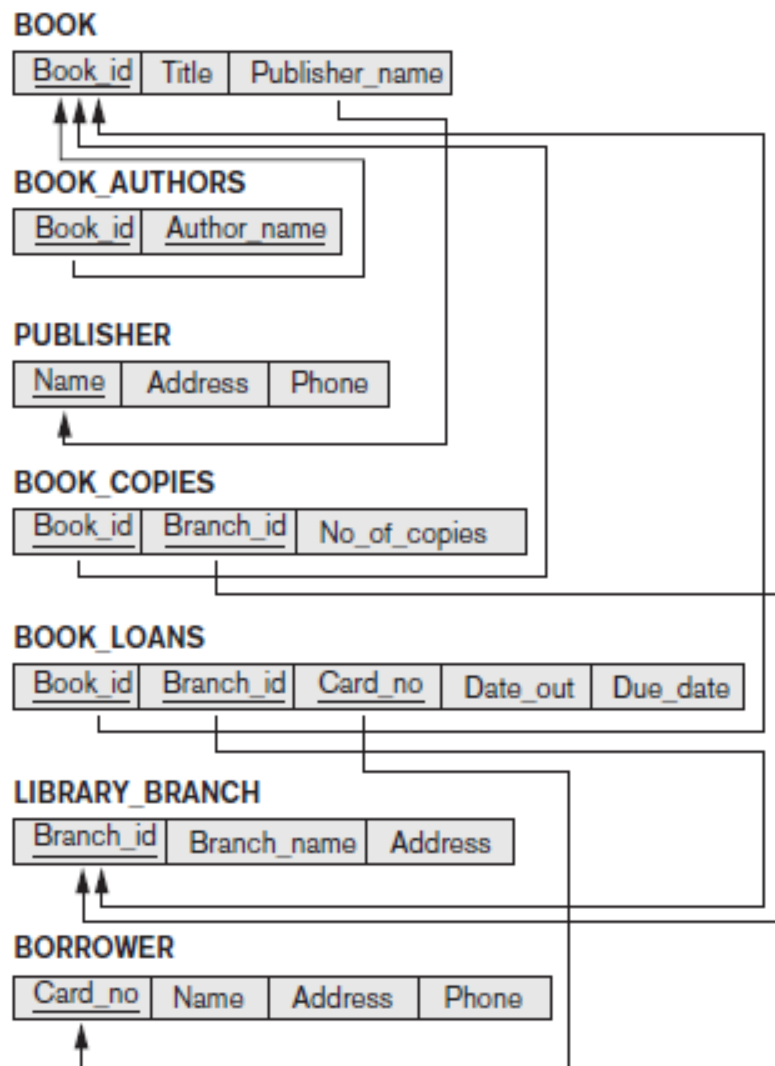 BOOK
Book_id Title Publisher_name
BOOK_AUTHORS
Book_id Author_name
PUBLISHER
Name Address Phone
BOOK_COPIES
Book_id Branch_id No_of_copies
BOOK_LOANS
Book_id Branch_id Card_no Date_out Due_date
LIBRARY_BRANCH
Branch_id Branch_name Address
BORROWER
Card_no Name Address Phone